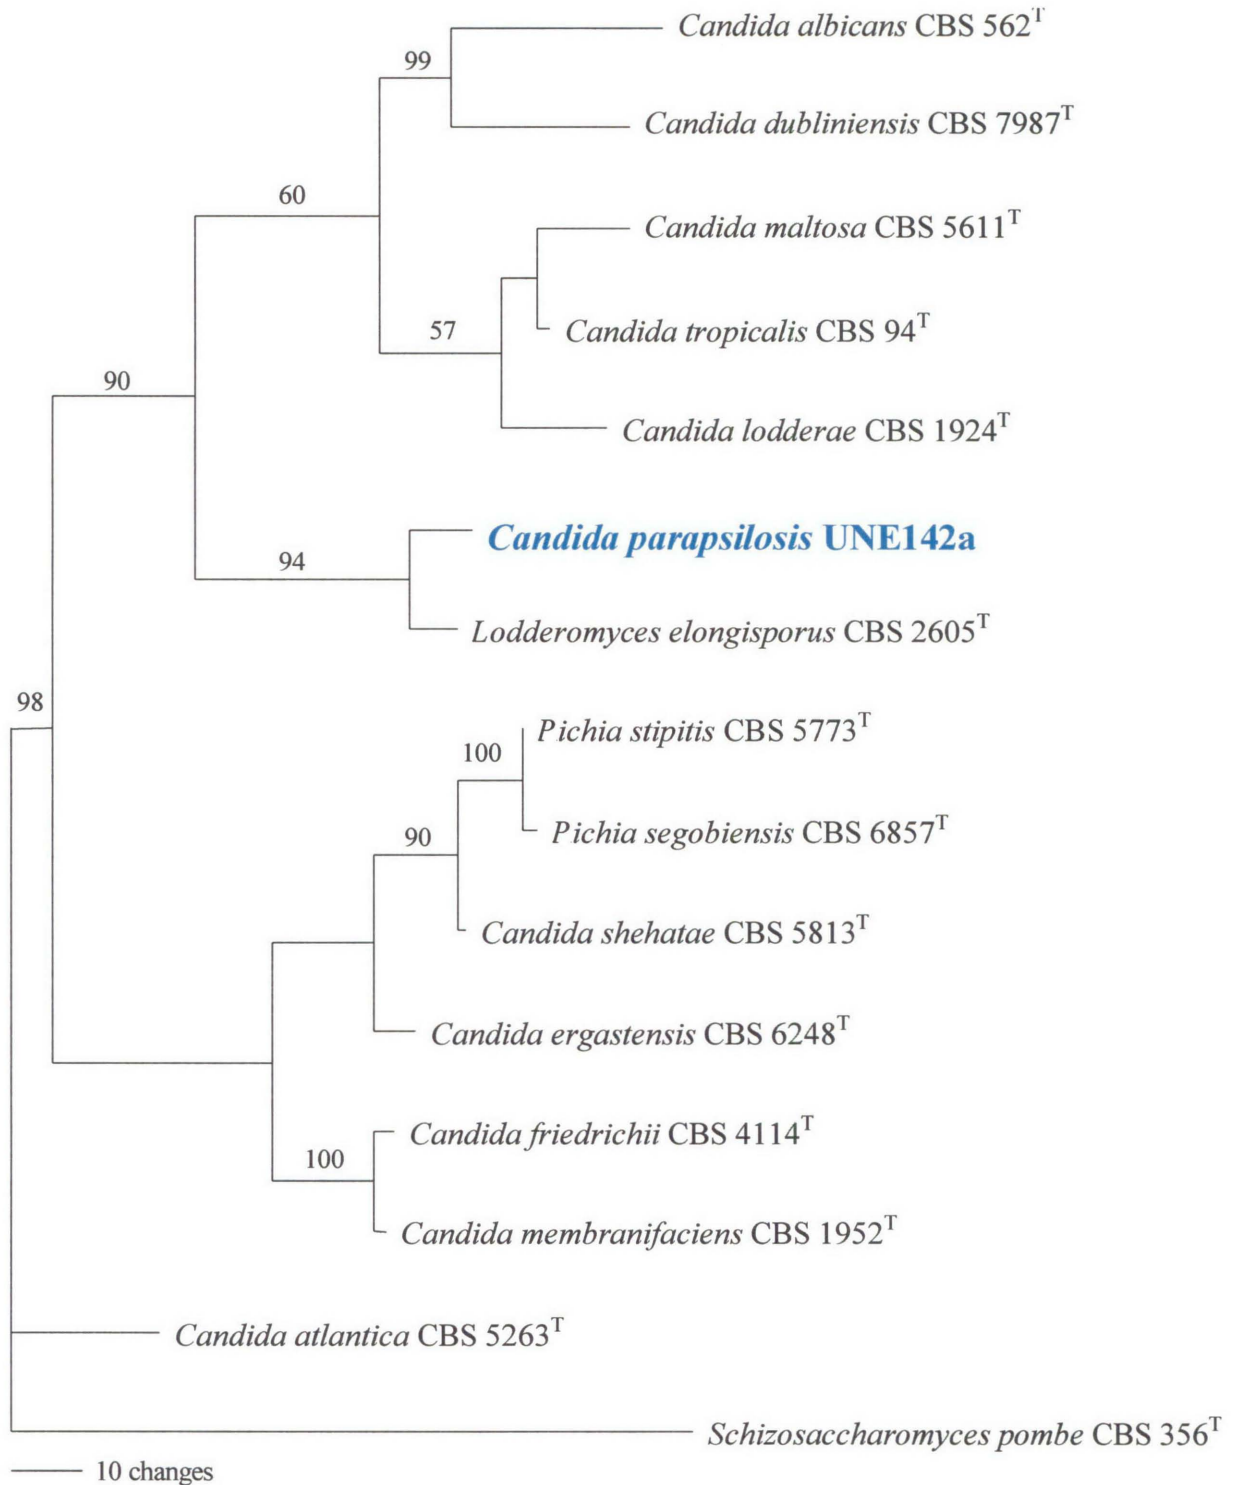 Candida albicans CBS 562T
99
Candida dubliniensis CBS 7987T
60
Candida maltosa CBS 5611T
57
Candida tropicalis CBS 94T
90
Candida lodderae CBS 1924T
Candida parapsilosis UNE142a
94
Lodderomyces elongisporus CBS 2605T
98
Pichia stipitis CBS 5773T
100
Pichia segobiensis CBS 6857T
90
Candida shehatae CBS 5813T
Candida ergastensis CBS 6248T
Candida friedrichii CBS 4114T
100
Candida membranifaciens CBS 1952T
Candida atlantica CBS 5263T
Schizosaccharomyces pombe CBS 356T
10 changes